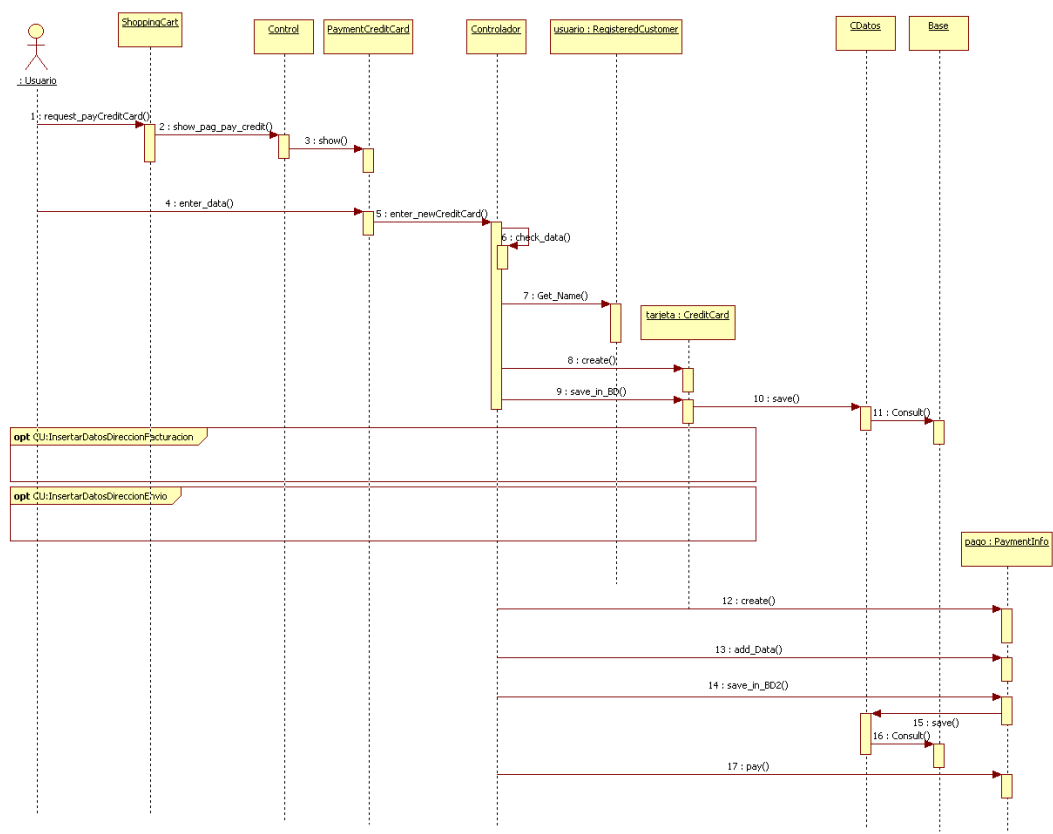 ShoppingCart
Control
PaymentCreditCard
Controlador
usuario : RegisteredCustomer
CDatos
Base
: Usuario
1 : request_payCreditCard()
2 : show_pag_pay_credit()
3 : show()
4 : enter_data()
5 : enter_newCreditCard()
6 : check_data()
7 : Get_Name()
tarjeta : CreditCard
8 : create()
9 : save_in_BD()
10 : save()
11 : Consult()
opt CU:InsertarDatosDireccionFacturacion
opt CU:InsertarDatosDireccionEnvio
pago : PaymentInfo
12 : create()
13 : add_Data()
14 : save_in_BD2()
15 : save()
16 : Consult()
17 : pay()